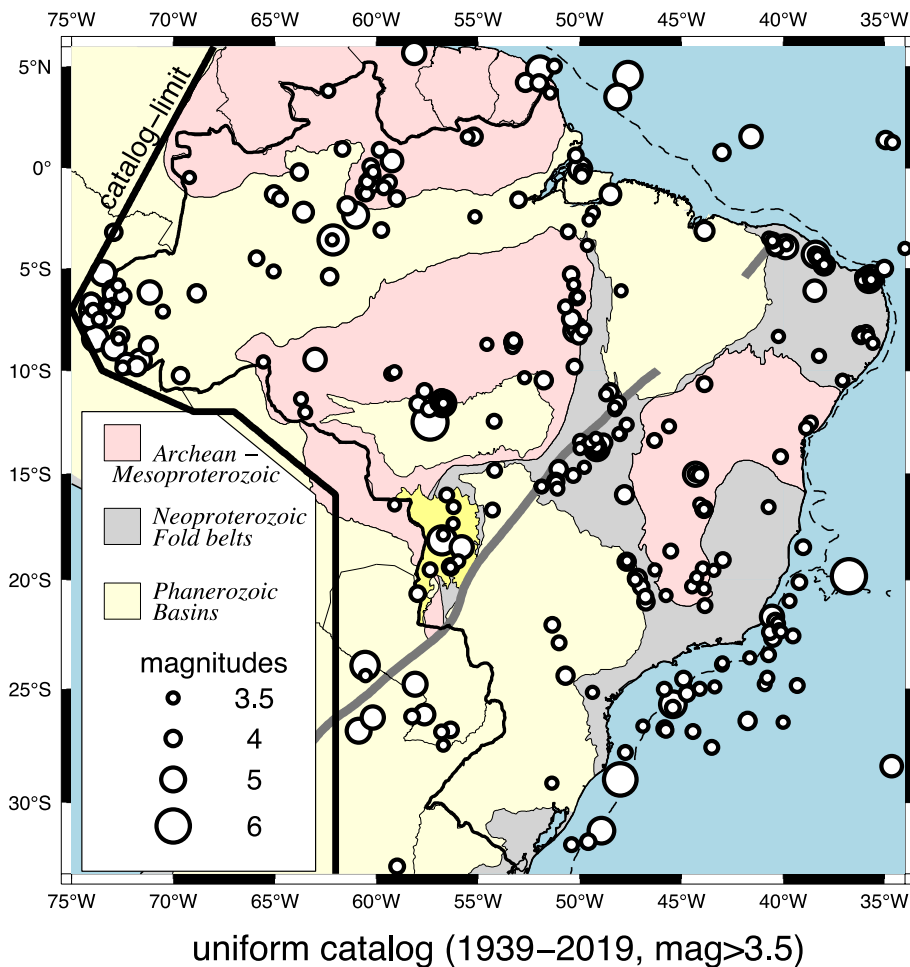 75°W 70°W 65°W 60°W 55°W 50°W 45°W 40°W 35°W
5°N
0°
5°S
10°S
15°S
20°S
25°S
30°S
catalog−limit
Archean −
Mesoproterozoic
Neoproterozoic
Fold belts
Phanerozoic
Basins
magnitudes
3.5
4
5
6
75°W 70°W 65°W 60°W 55°W 50°W 45°W 40°W 35°W
uniform catalog (1939−2019, mag>3.5)